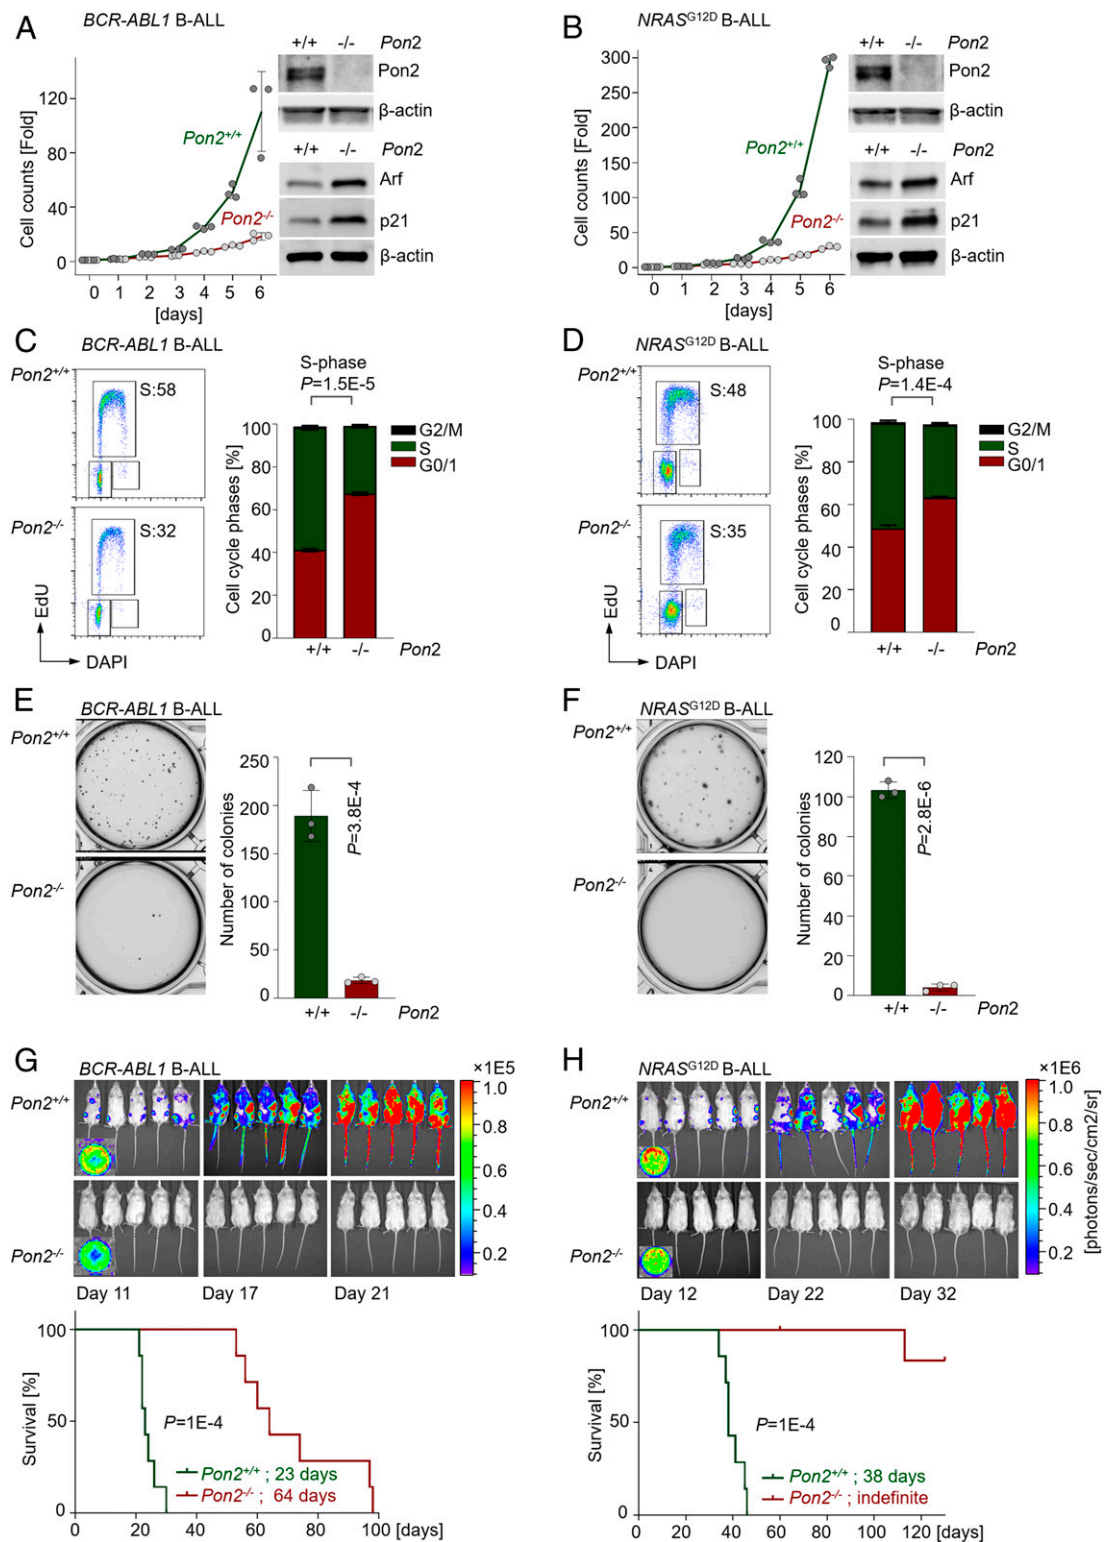 A
BCR-ABL1 B-ALL
+/+ -/- Pon2
Pon2
β-actin
+/+ -/- Pon2
Arf
p21
β-actin
Cell counts [Fold]
120
80
40
0
Pon2+/+
Pon2-/-
0 1 2 3 4 5 6
[days]
B
NRASG12D B-ALL
+/+ -/- Pon2
Pon2
β-actin
+/+ -/- Pon2
Arf
p21
β-actin
Cell counts [Fold]
300
250
200
150
100
50
0
Pon2+/+
Pon2-/-
0 1 2 3 4 5 6
[days]
C
BCR-ABL1 B-ALL
Pon2+/+
S:58
Pon2-/-
S:32
EdU
DAPI
S-phase
P=1.5E-5
G2/M
S
G0/1
Cell cycle phases [%]
100
80
60
40
20
0
+/+ -/- Pon2
D
NRASG12D B-ALL
Pon2+/+
S:48
Pon2-/-
S:35
EdU
DAPI
S-phase
P=1.4E-4
G2/M
S
G0/1
Cell cycle phases [%]
100
80
60
40
20
0
+/+ -/- Pon2
E
BCR-ABL1 B-ALL
Pon2+/+
Pon2-/-
Number of colonies
250
200
150
100
50
0
P=3.8E-4
+/+ -/- Pon2
F
NRASG12D B-ALL
Pon2+/+
Pon2-/-
Number of colonies
120
100
80
60
40
20
0
P=2.8E-6
+/+ -/- Pon2
G
BCR-ABL1 B-ALL
×1E5
Pon2+/+
Pon2-/-
1.0
0.8
0.6
0.4
0.2
Day 11 Day 17 Day 21
Survival [%]
100
50
0
P=1E-4
Pon2+/+ ; 23 days
Pon2-/- ; 64 days
0 20 40 60 80 100 [days]
H
NRASG12D B-ALL
×1E6
Pon2+/+
Pon2-/-
1.0
0.8
0.6
0.4
0.2
[photons/sec/cm2/sr]
Day 12 Day 22 Day 32
Survival [%]
100
50
0
P=1E-4
Pon2+/+ ; 38 days
Pon2-/- ; indefinite
0 20 40 60 80 100 120 [days]